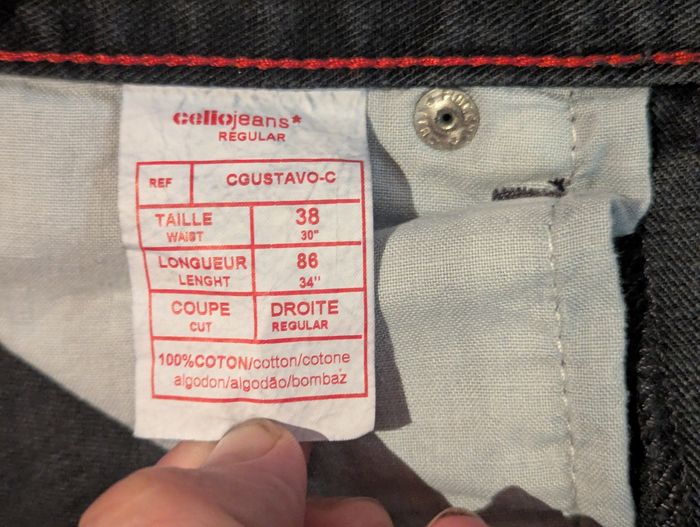 celiojeans*
REGULAR
REF CGUSTAVO-C
TAILLE 38
WAIST 30"
LONGUEUR 86
LENGHT 34"
COUPE DROITE
CUT REGULAR
100%COTON/cotton/cotone
algodon/algodão/bombaž